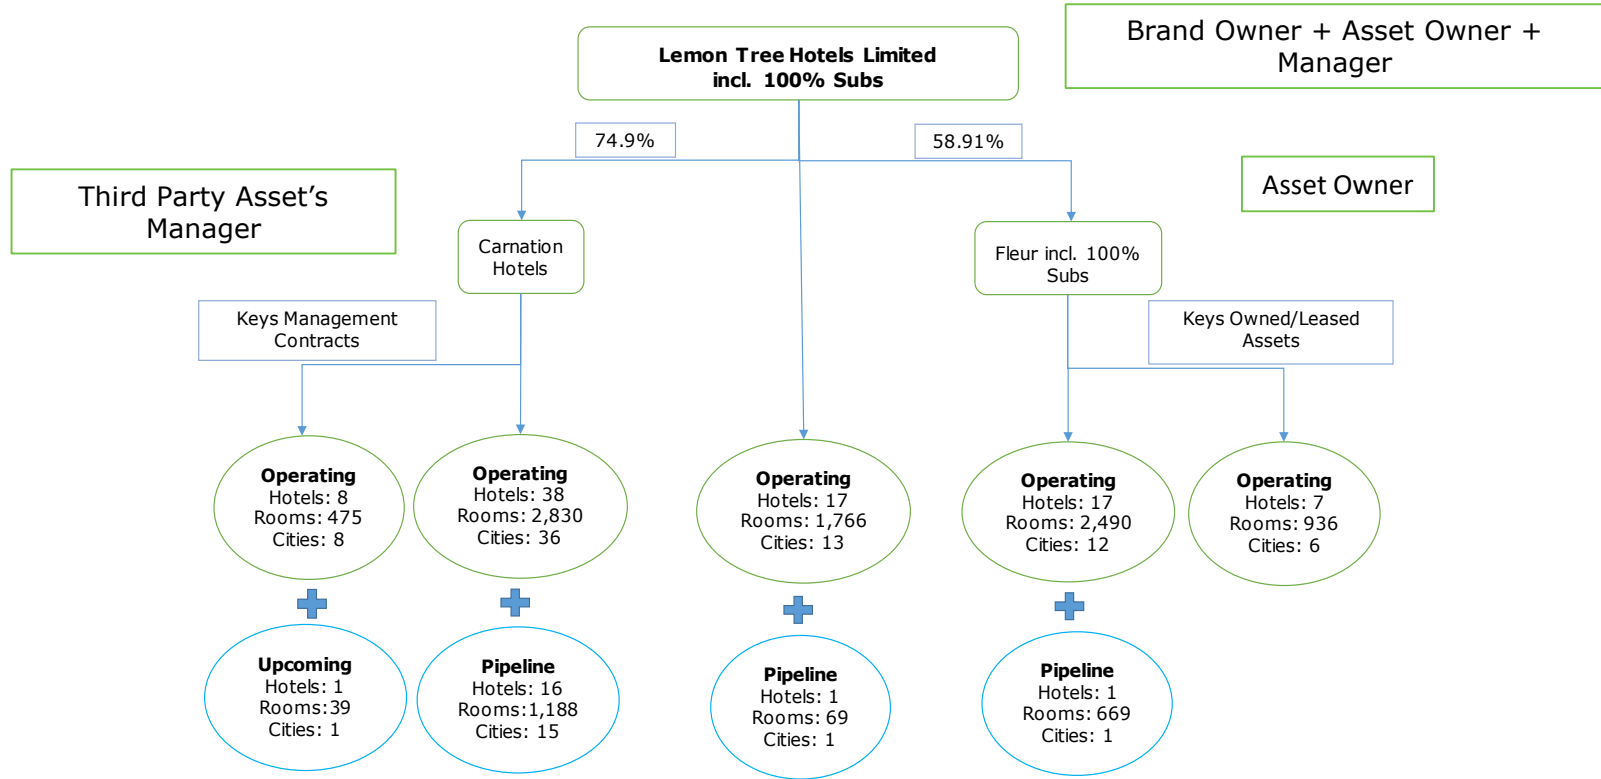 Lemon Tree Hotels Limited
incl. 100% Subs
Brand Owner + Asset Owner +
Manager
74.9%
58.91%
Third Party Asset's
Manager
Asset Owner
Carnation
Hotels
Fleur incl. 100%
Subs
Keys Management
Contracts
Keys Owned/Leased
Assets
Operating
Hotels: 8
Rooms: 475
Cities: 8
Operating
Hotels: 38
Rooms: 2,830
Cities: 36
Operating
Hotels: 17
Rooms: 1,766
Cities: 13
Operating
Hotels: 17
Rooms: 2,490
Cities: 12
Operating
Hotels: 7
Rooms: 936
Cities: 6
Upcoming
Hotels: 1
Rooms:39
Cities: 1
Pipeline
Hotels: 16
Rooms:1,188
Cities: 15
Pipeline
Hotels: 1
Rooms: 69
Cities: 1
Pipeline
Hotels: 1
Rooms: 669
Cities: 1